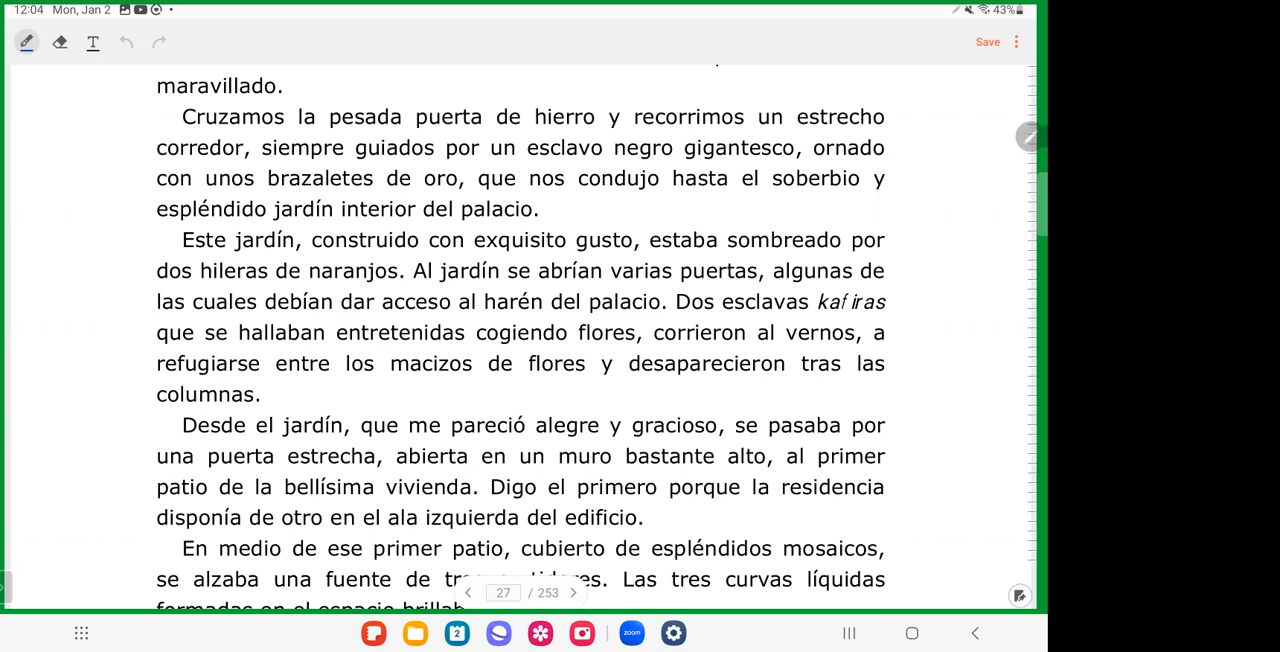 12:04 Mon, Jan 2
43%
T
Save
maravillado.
Cruzamos la pesada puerta de hierro y recorrimos un estrecho
corredor, siempre guiados por un esclavo negro gigantesco, ornado
con unos brazaletes de oro, que nos condujo hasta el soberbio y
espléndido jardín interior del palacio.
Este jardín, construido con exquisito gusto, estaba sombreado por
dos hileras de naranjos. Al jardín se abrían varias puertas, algunas de
las cuales debían dar acceso al harén del palacio. Dos esclavas kafiras
que se hallaban entretenidas cogiendo flores, corrieron al vernos, a
refugiarse entre los macizos de flores y desaparecieron tras las
columnas.
Desde el jardín, que me pareció alegre y gracioso, se pasaba por
una puerta estrecha, abierta en un muro bastante alto, al primer
patio de la bellísima vivienda. Digo el primero porque la residencia
disponía de otro en el ala izquierda del edificio.
En medio de ese primer patio, cubierto de espléndidos mosaicos,
se alzaba una fuente de Las tres curvas líquidas
formadas en el espacio
27 / 253
2
zoom